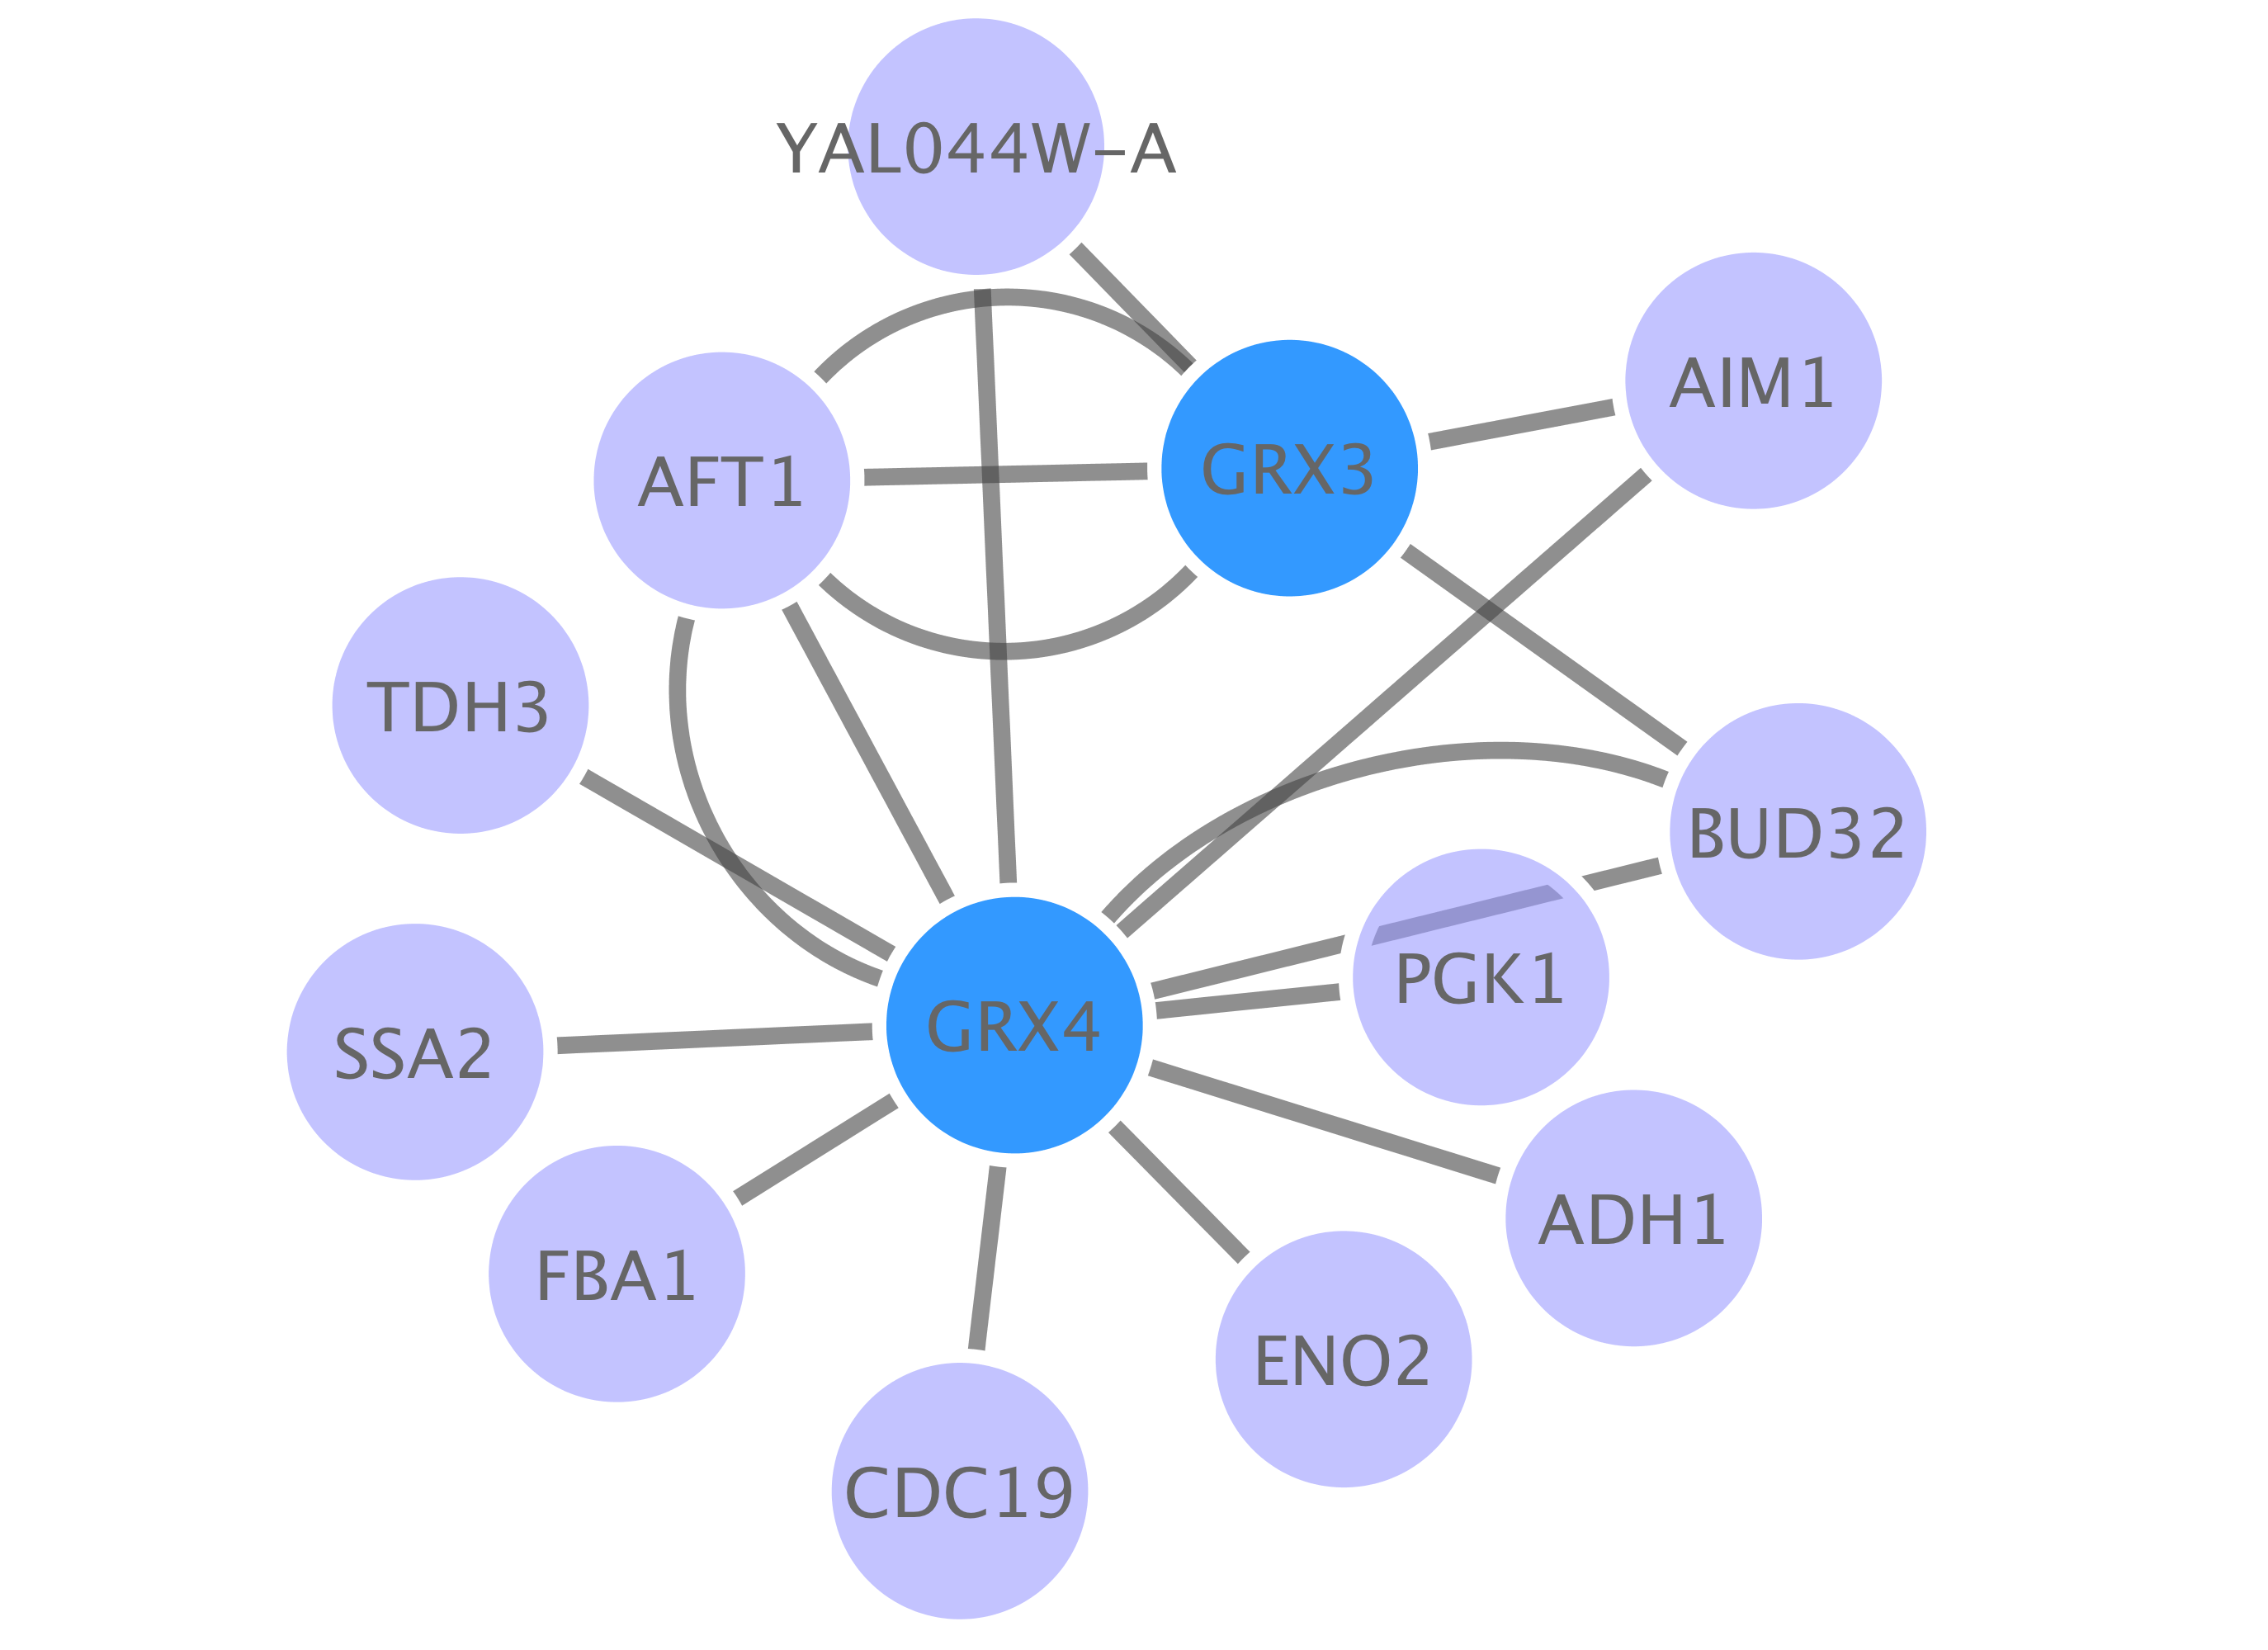 YAL044W-A
AIM1
GRX3
AFT1
TDH3
BUD32
PGK1
GRX4
SSA2
ADH1
FBA1
ENO2
CDC19